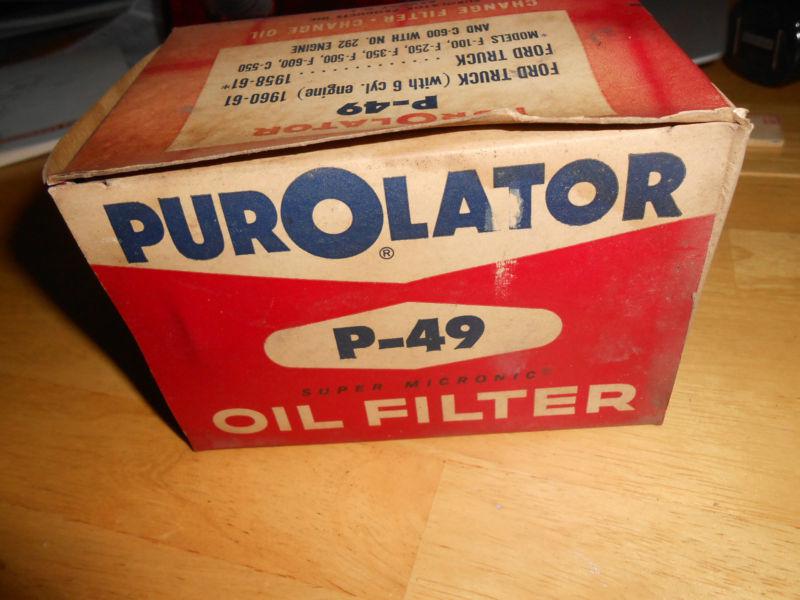 PUROLATOR
P-49
FORD TRUCK (with 6 cyl. engine) 1960-61
FORD TRUCK .......... 1958-61*
*MODELS F-100, F-250, F-350, F-500, F-600, C-550
AND C-600 WITH NO. 292 ENGINE
CHANGE FILTER • CHANGE OIL
PUROLATOR®
P-49
SUPER MICRONIC®
OIL FILTER